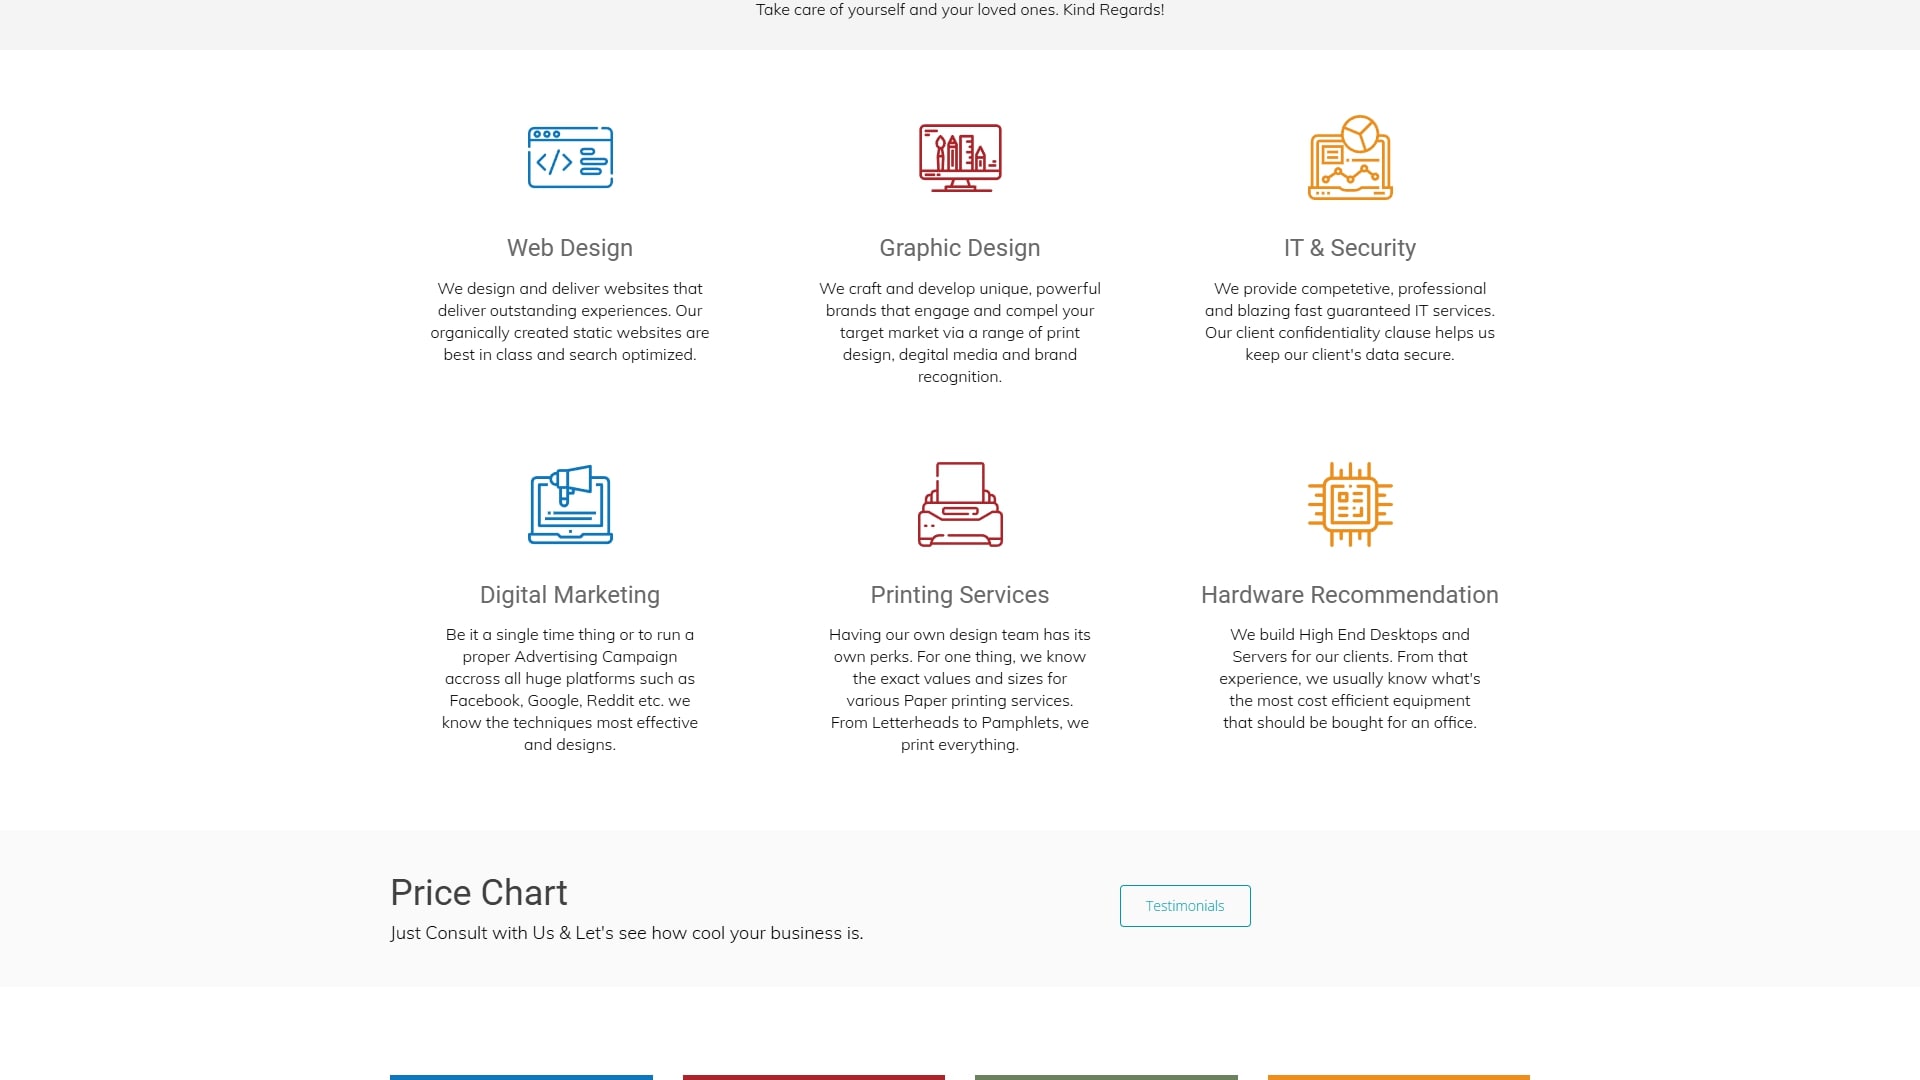 Take care of yourself and your loved ones. Kind Regards!
Web Design
We design and deliver websites that
deliver outstanding experiences. Our
organically created static websites are
best in class and search optimized.
Graphic Design
We craft and develop unique, powerful
brands that engage and compel your
target market via a range of print
design, degital media and brand
recognition.
IT & Security
We provide competetive, professional
and blazing fast guaranteed IT services.
Our client confidentiality clause helps us
keep our client's data secure.
Digital Marketing
Be it a single time thing or to run a
proper Advertising Campaign
accross all huge platforms such as
Facebook, Google, Reddit etc. we
know the techniques most effective
and designs.
Printing Services
Having our own design team has its
own perks. For one thing, we know
the exact values and sizes for
various Paper printing services.
From Letterheads to Pamphlets, we
print everything.
Hardware Recommendation
We build High End Desktops and
Servers for our clients. From that
experience, we usually know what's
the most cost efficient equipment
that should be bought for an office.
Price Chart
Just Consult with Us & Let's see how cool your business is.
Testimonials